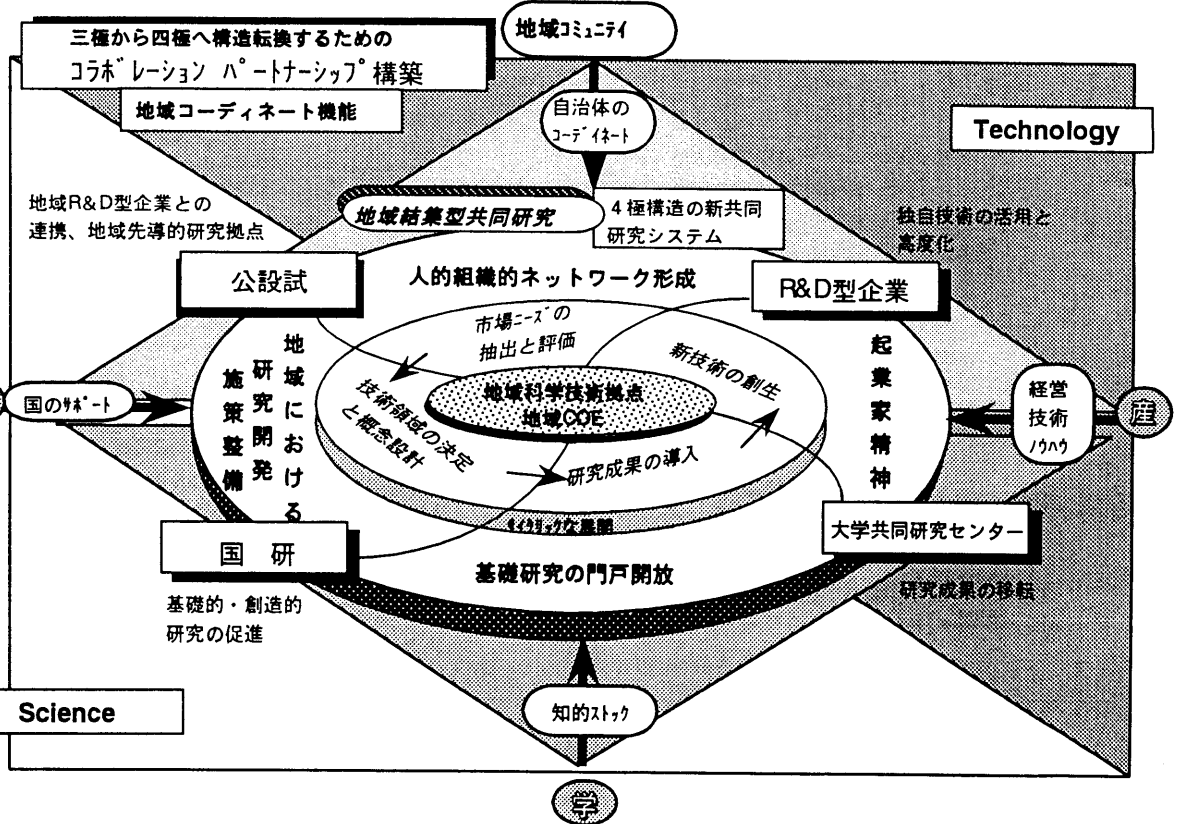 地域コミュニテイ
三極から四極へ構造転換するための
コラボレーション パートナーシップ構築
地域コーディネート機能
自治体の
コーデイネート
Technology
地域R&D型企業との
連携、地域先導的研究拠点
地域結集型共同研究
4極構造の新共同
研究システム
独自技術の活用と
高度化
公設試
人的組織的ネットワーク形成
R&D型企業
市場ニーズの
抽出と評価
新技術の創生
地域における
研究開発
施策整備
起業家精神
国のサポート
地域科学技術拠点
地域COE
技術領域の決定
と概念設計
研究成果の導入
経営
技術
ノウハウ
産
サイクリックな展開
大学共同研究センター
国 研
基礎研究の門戸開放
研究成果の移転
基礎的・創造的
研究の促進
Science
知的ストック
学